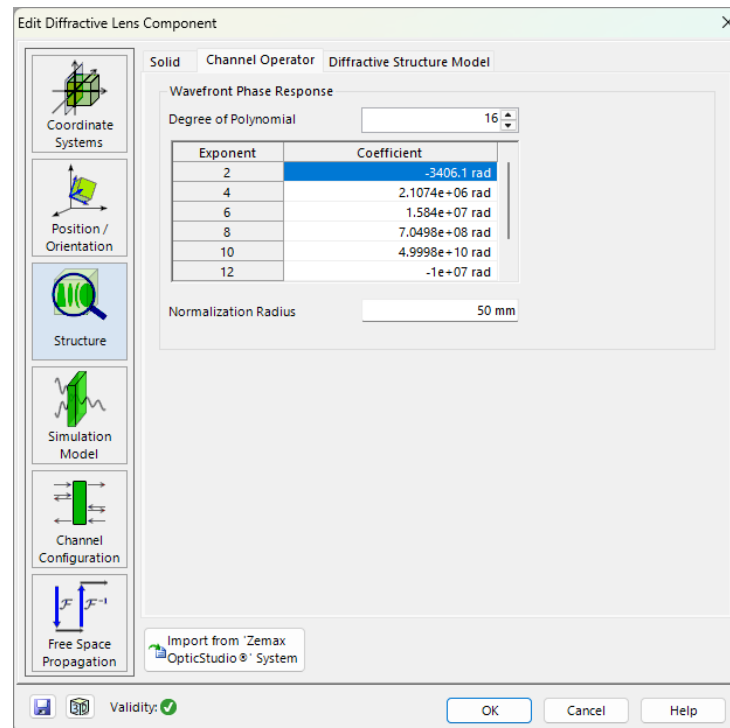 Edit Diffractive Lens Component
Coordinate
Systems
Position /
Orientation
Structure
Simulation
Model
Channel
Configuration
ℱ ℱ⁻¹
Free Space
Propagation
Solid Channel Operator Diffractive Structure Model
Wavefront Phase Response
Degree of Polynomial 16
Exponent Coefficient
2 -3406.1 rad
4 2.1074e+06 rad
6 1.584e+07 rad
8 7.0498e+08 rad
10 4.9998e+10 rad
12 -1e+07 rad
Normalization Radius 50 mm
Import from 'Zemax
OpticStudio®' System
3D Validity: OK Cancel Help